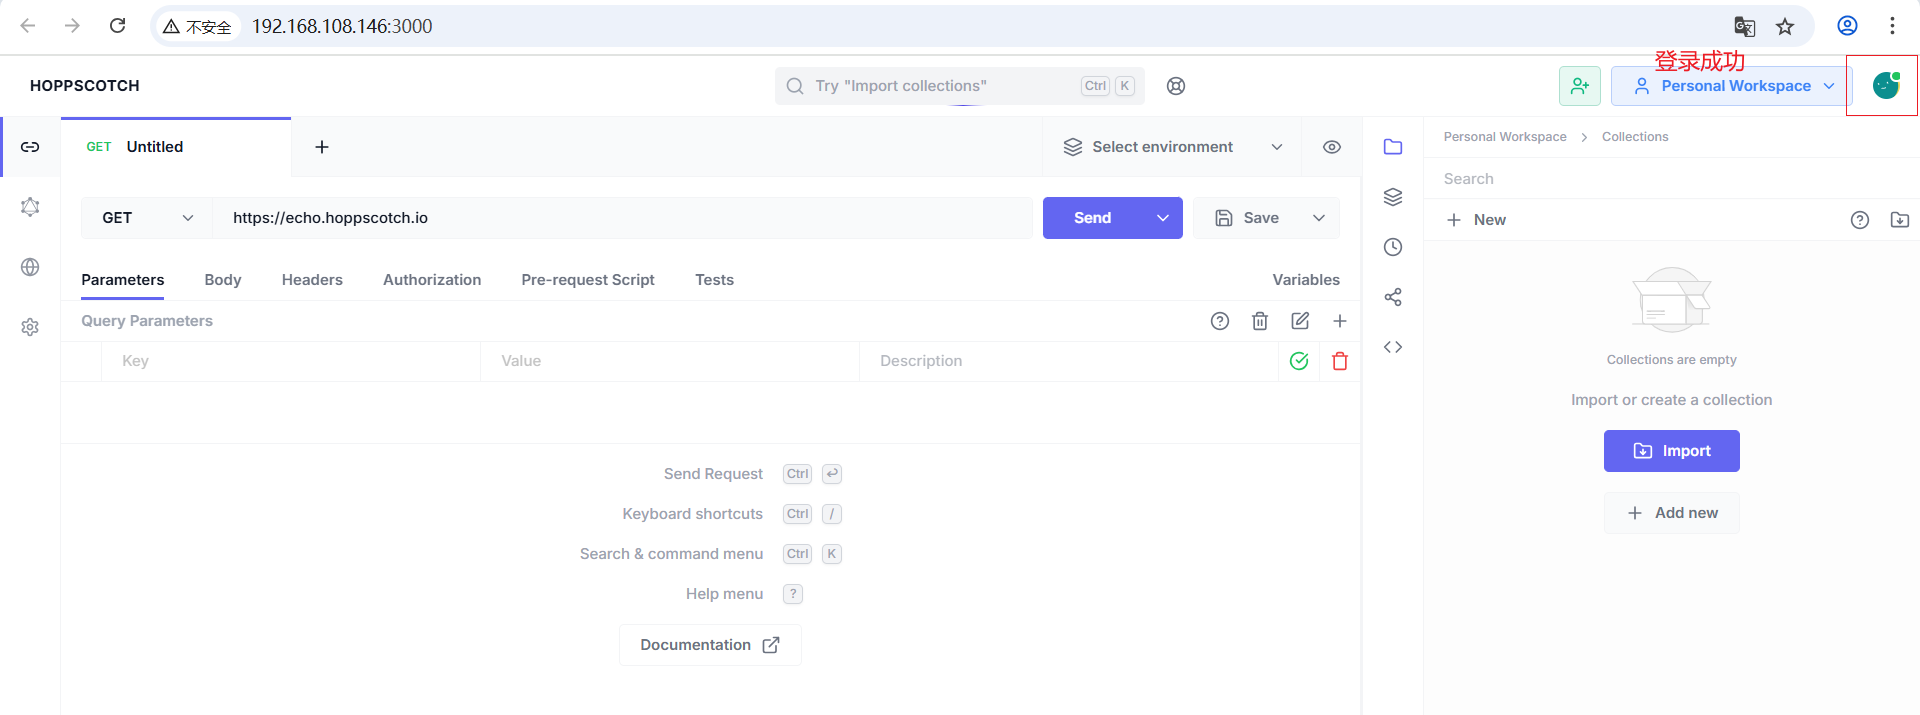 不安全 192.168.108.146:3000
登录成功
HOPPSCOTCH
Try "Import collections" Ctrl K
Personal Workspace
GET Untitled
Select environment
Personal Workspace Collections
Search
GET https://echo.hoppscotch.io
Send
Save
New
Parameters Body Headers Authorization Pre-request Script Tests Variables
Query Parameters
Key Value Description
Collections are empty
Import or create a collection
Import
Add new
Send Request Ctrl ↩
Keyboard shortcuts Ctrl /
Search & command menu Ctrl K
Help menu ?
Documentation